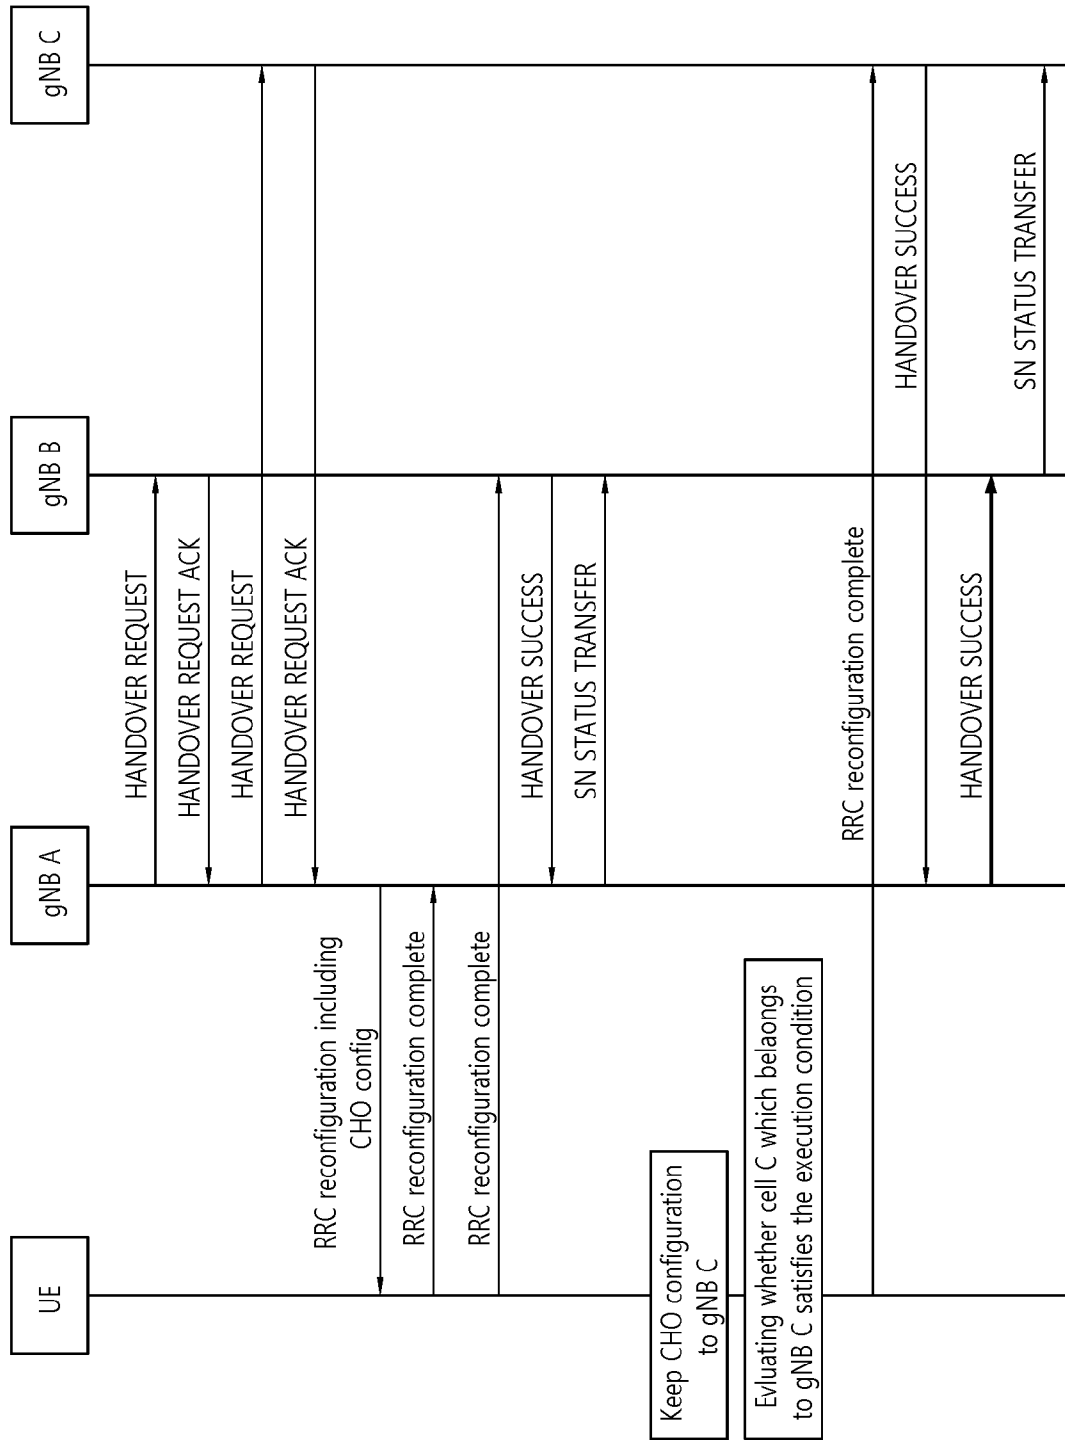 UE
gNB A
gNB B
gNB C
HANDOVER REQUEST
HANDOVER REQUEST ACK
HANDOVER REQUEST
HANDOVER REQUEST ACK
RRC reconfiguration including
CHO config
RRC reconfiguration complete
RRC reconfiguration complete
HANDOVER SUCCESS
SN STATUS TRANSFER
Keep CHO configuration
to gNB C
Evluating whether cell C which belaongs
to gNB C satisfies the execution condition
RRC reconfiguration complete
HANDOVER SUCCESS
HANDOVER SUCCESS
SN STATUS TRANSFER